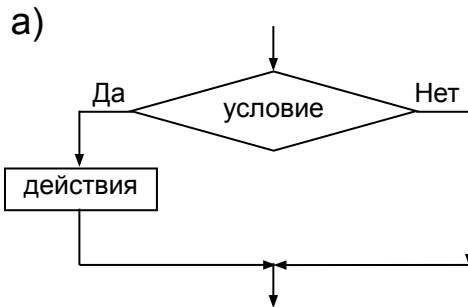 а)
Да
Нет
условие
действия